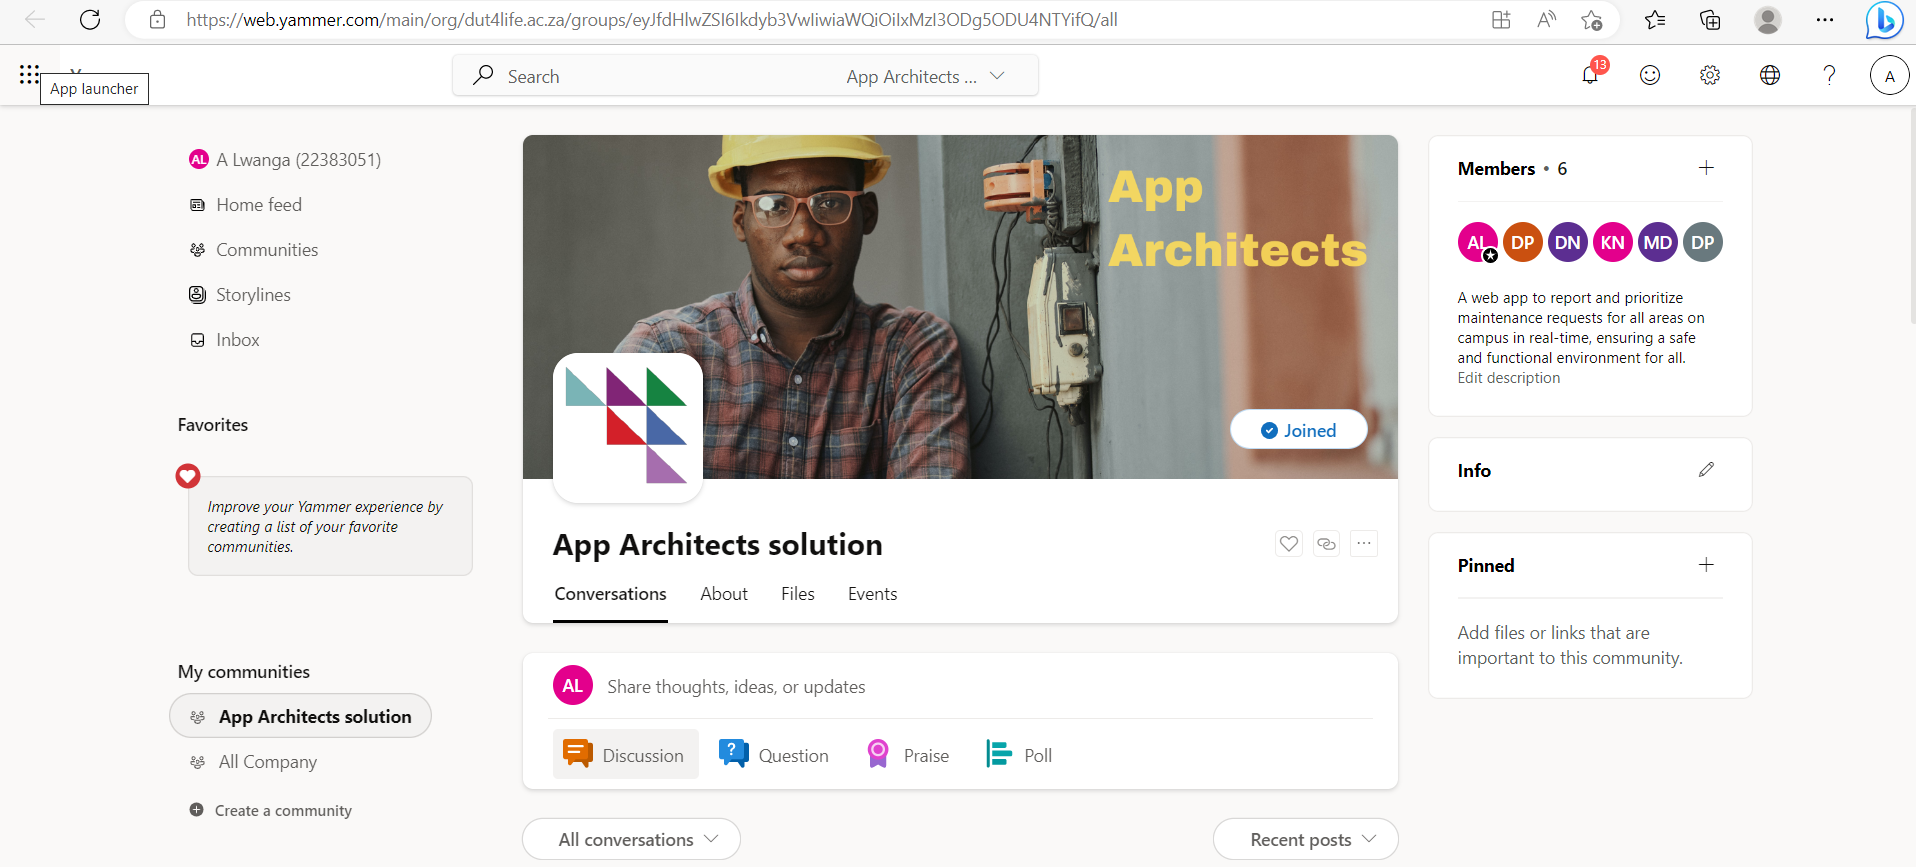 https://web.yammer.com/main/org/dut4life.ac.za/groups/eyJfdHlwZSI6Ikdyb3VwIiwiaWQiOiIxMzI3ODg5ODU4NTYifQ/all
App launcher
Search
App Architects ...
13
?
A
AL A Lwanga (22383051)
Home feed
Communities
Storylines
Inbox
Favorites
Improve your Yammer experience by
creating a list of your favorite
communities.
My communities
App Architects solution
All Company
Create a community
App
Architects
Joined
App Architects solution
Conversations About Files Events
AL Share thoughts, ideas, or updates
Discussion Question Praise Poll
All conversations
Recent posts
Members • 6
AL DP DN KN MD DP
A web app to report and prioritize
maintenance requests for all areas on
campus in real-time, ensuring a safe
and functional environment for all.
Edit description
Info
Pinned
Add files or links that are
important to this community.